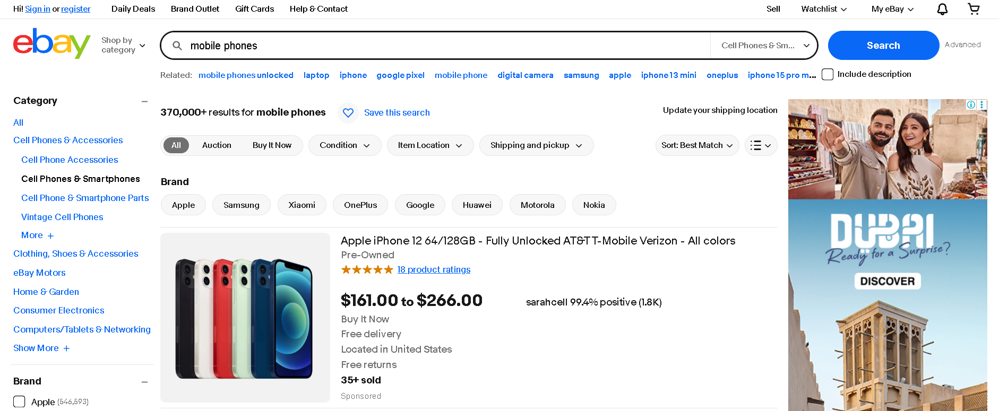 Hi! Sign in or register Daily Deals Brand Outlet Gift Cards Help & Contact Sell Watchlist My eBay
ebay
Shop by
category
mobile phones
Cell Phones & Sm...
Search
Advanced
Related: mobile phones unlocked laptop iphone google pixel mobile phone digital camera samsung apple iphone 13 mini oneplus iphone 15 pro m...
Include description
Category
All
Cell Phones & Accessories
Cell Phone Accessories
Cell Phones & Smartphones
Cell Phone & Smartphone Parts
Vintage Cell Phones
More +
Clothing, Shoes & Accessories
eBay Motors
Home & Garden
Consumer Electronics
Computers/Tablets & Networking
Show More +
Brand
Apple (546,593)
370,000+ results for mobile phones
Save this search
Update your shipping location
All Auction Buy It Now Condition Item Location Shipping and pickup Sort: Best Match
Brand
Apple Samsung Xiaomi OnePlus Google Huawei Motorola Nokia
Apple iPhone 12 64/128GB - Fully Unlocked AT&T T-Mobile Verizon - All colors
Pre-Owned
18 product ratings
$161.00 to $266.00
sarahcell 99.4% positive (1.8K)
Buy It Now
Free delivery
Located in United States
Free returns
35+ sold
Sponsored
DUBAI
Ready for a Surprise?
DISCOVER